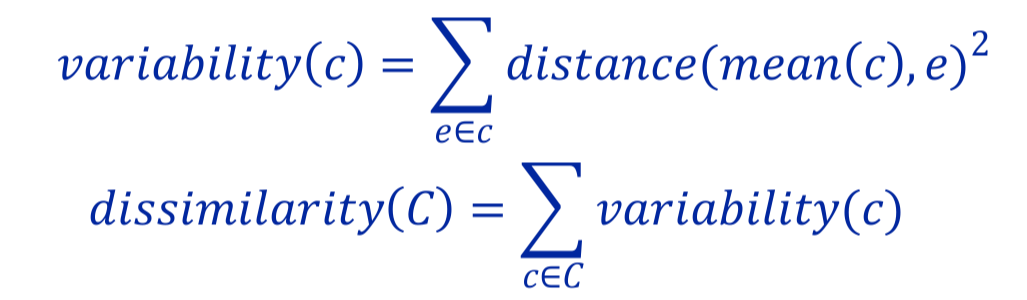 variability(c) = ∑ distance(mean(c), e)²
e∈c
dissimilarity(C) = ∑ variability(c)
c∈C